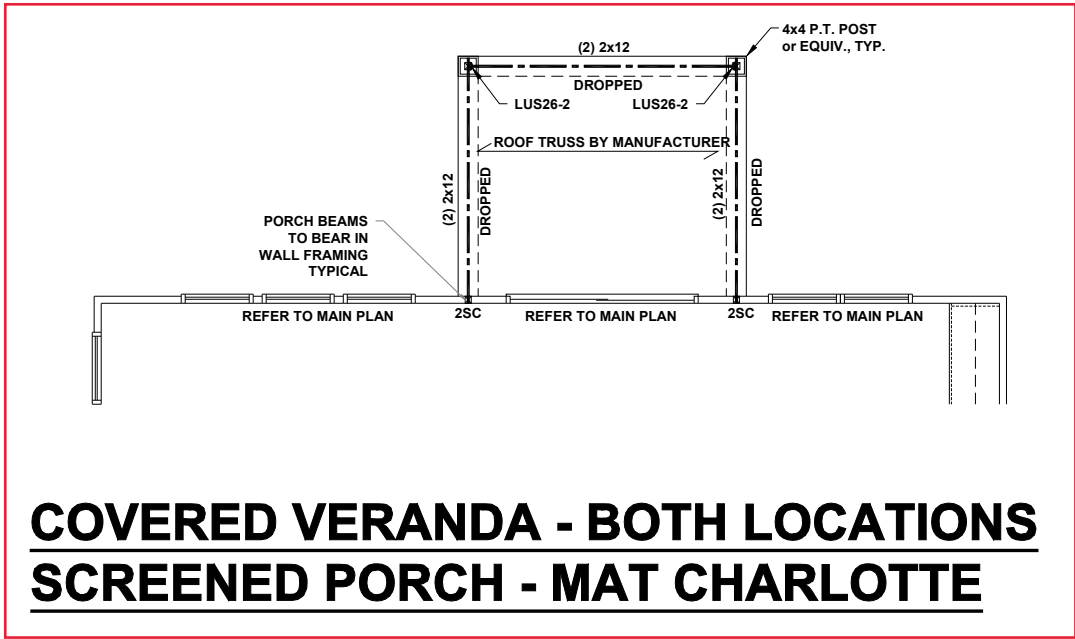 4x4 P.T. POST
or EQUIV., TYP.
(2) 2x12
DROPPED
LUS26-2
LUS26-2
ROOF TRUSS BY MANUFACTURER
(2) 2x12
DROPPED
(2) 2x12
DROPPED
PORCH BEAMS
TO BEAR IN
WALL FRAMING
TYPICAL
REFER TO MAIN PLAN
2SC
REFER TO MAIN PLAN
2SC
REFER TO MAIN PLAN
COVERED VERANDA - BOTH LOCATIONS
SCREENED PORCH - MAT CHARLOTTE